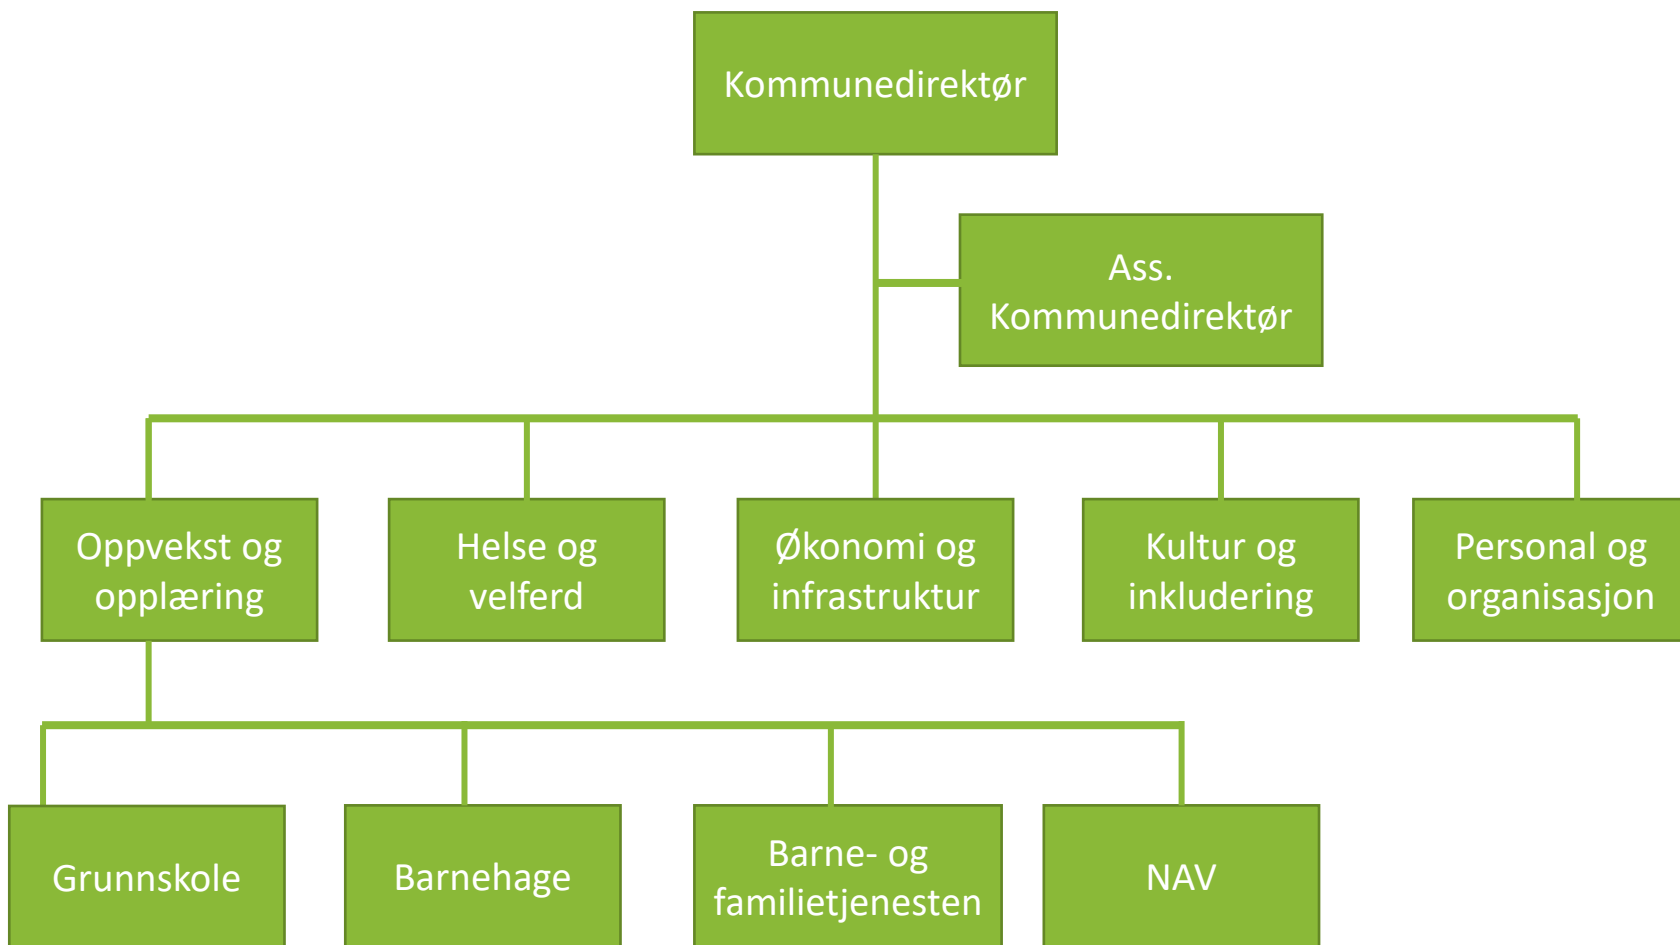 Kommunedirektør
Ass.
Kommunedirektør
Oppvekst og
opplæring
Helse og
velferd
Økonomi og
infrastruktur
Kultur og
inkludering
Personal og
organisasjon
Grunnskole
Barnehage
Barne- og
familietjenesten
NAV